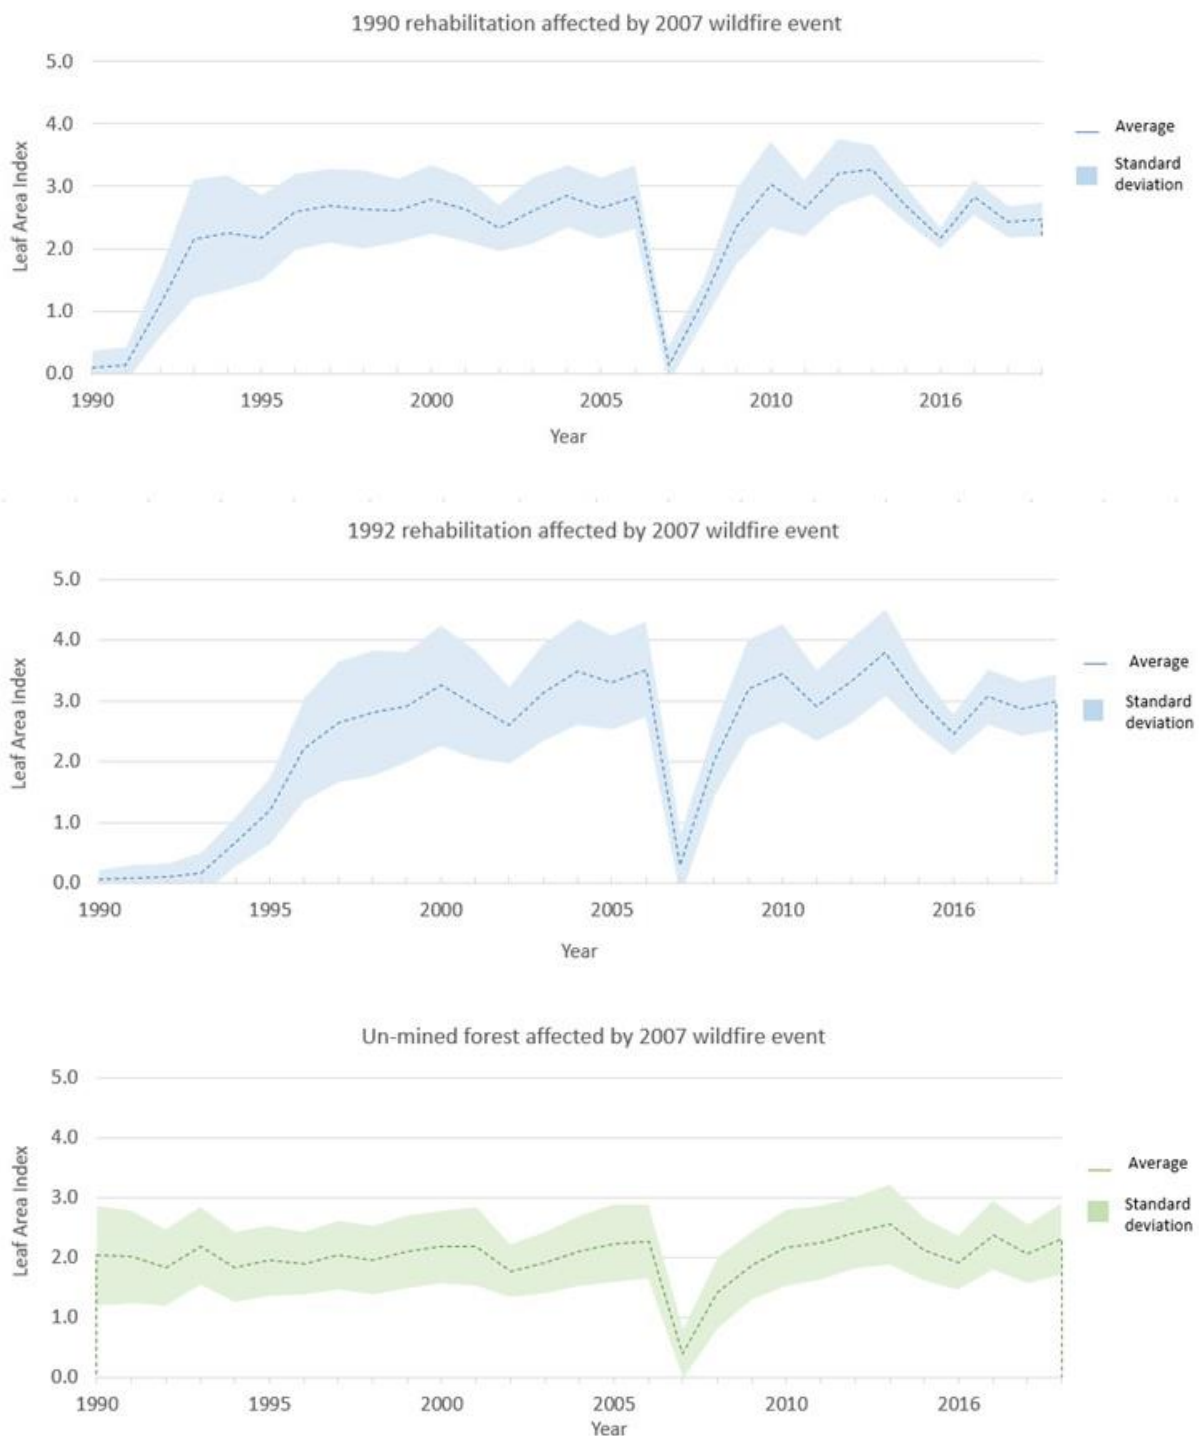 1990 rehabilitation affected by 2007 wildfire event
5.0
4.0
3.0
2.0
1.0
0.0
Leaf Area Index
1990 1995 2000 2005 2010 2016
Year
Average
Standard
deviation
1992 rehabilitation affected by 2007 wildfire event
5.0
4.0
3.0
2.0
1.0
0.0
Leaf Area Index
1990 1995 2000 2005 2010 2016
Year
Average
Standard
deviation
Un-mined forest affected by 2007 wildfire event
5.0
4.0
3.0
2.0
1.0
0.0
Leaf Area Index
1990 1995 2000 2005 2010 2016
Year
Average
Standard
deviation